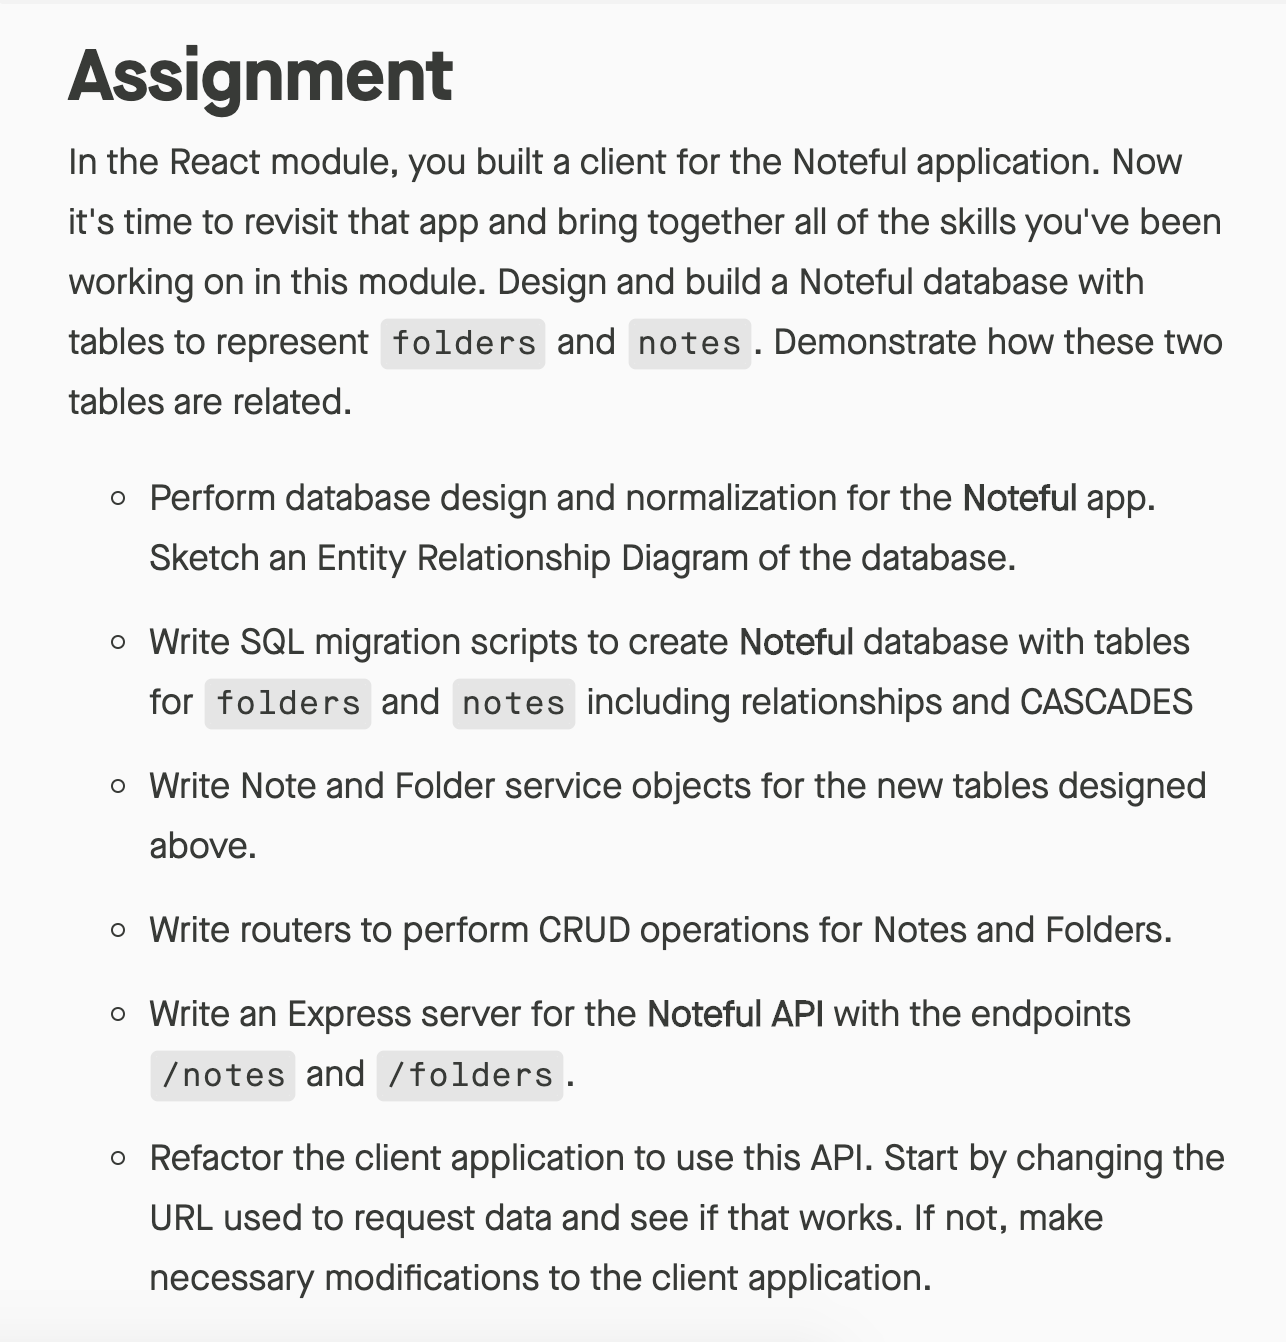 Assignment
In the React module, you built a client for the Noteful application. Now
it's time to revisit that app and bring together all of the skills you've been
working on in this module. Design and build a Noteful database with
tables to represent folders and notes. Demonstrate how these two
tables are related.
Perform database design and normalization for the Noteful app.
Sketch an Entity Relationship Diagram of the database.
Write SQL migration scripts to create Noteful database with tables
for folders and notes including relationships and CASCADES
Write Note and Folder service objects for the new tables designed
above.
Write routers to perform CRUD operations for Notes and Folders.
Write an Express server for the Noteful API with the endpoints
/notes and /folders.
Refactor the client application to use this API. Start by changing the
URL used to request data and see if that works. If not, make
necessary modifications to the client application.